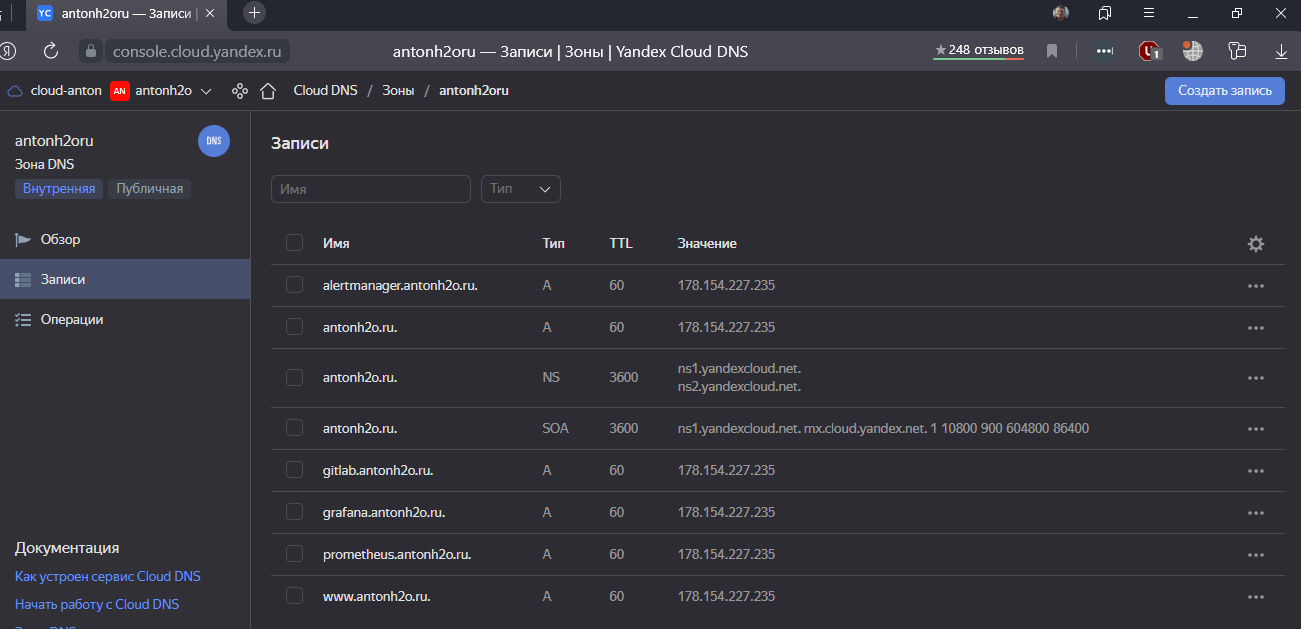 YC antonh2oru — Записи |
console.cloud.yandex.ru antonh2oru — Записи | Зоны | Yandex Cloud DNS ★ 248 отзывов
cloud-anton AN antonh2o Cloud DNS / Зоны / antonh2oru Создать запись
antonh2oru DNS
Зона DNS
Внутренняя Публичная
Обзор
Записи
Операции
Документация
Как устроен сервис Cloud DNS
Начать работу с Cloud DNS
Записи
Имя Тип
Имя Тип TTL Значение
alertmanager.antonh2o.ru. A 60 178.154.227.235
antonh2o.ru. A 60 178.154.227.235
antonh2o.ru. NS 3600 ns1.yandexcloud.net.
ns2.yandexcloud.net.
antonh2o.ru. SOA 3600 ns1.yandexcloud.net. mx.cloud.yandex.net. 1 10800 900 604800 86400
gitlab.antonh2o.ru. A 60 178.154.227.235
grafana.antonh2o.ru. A 60 178.154.227.235
prometheus.antonh2o.ru. A 60 178.154.227.235
www.antonh2o.ru. A 60 178.154.227.235